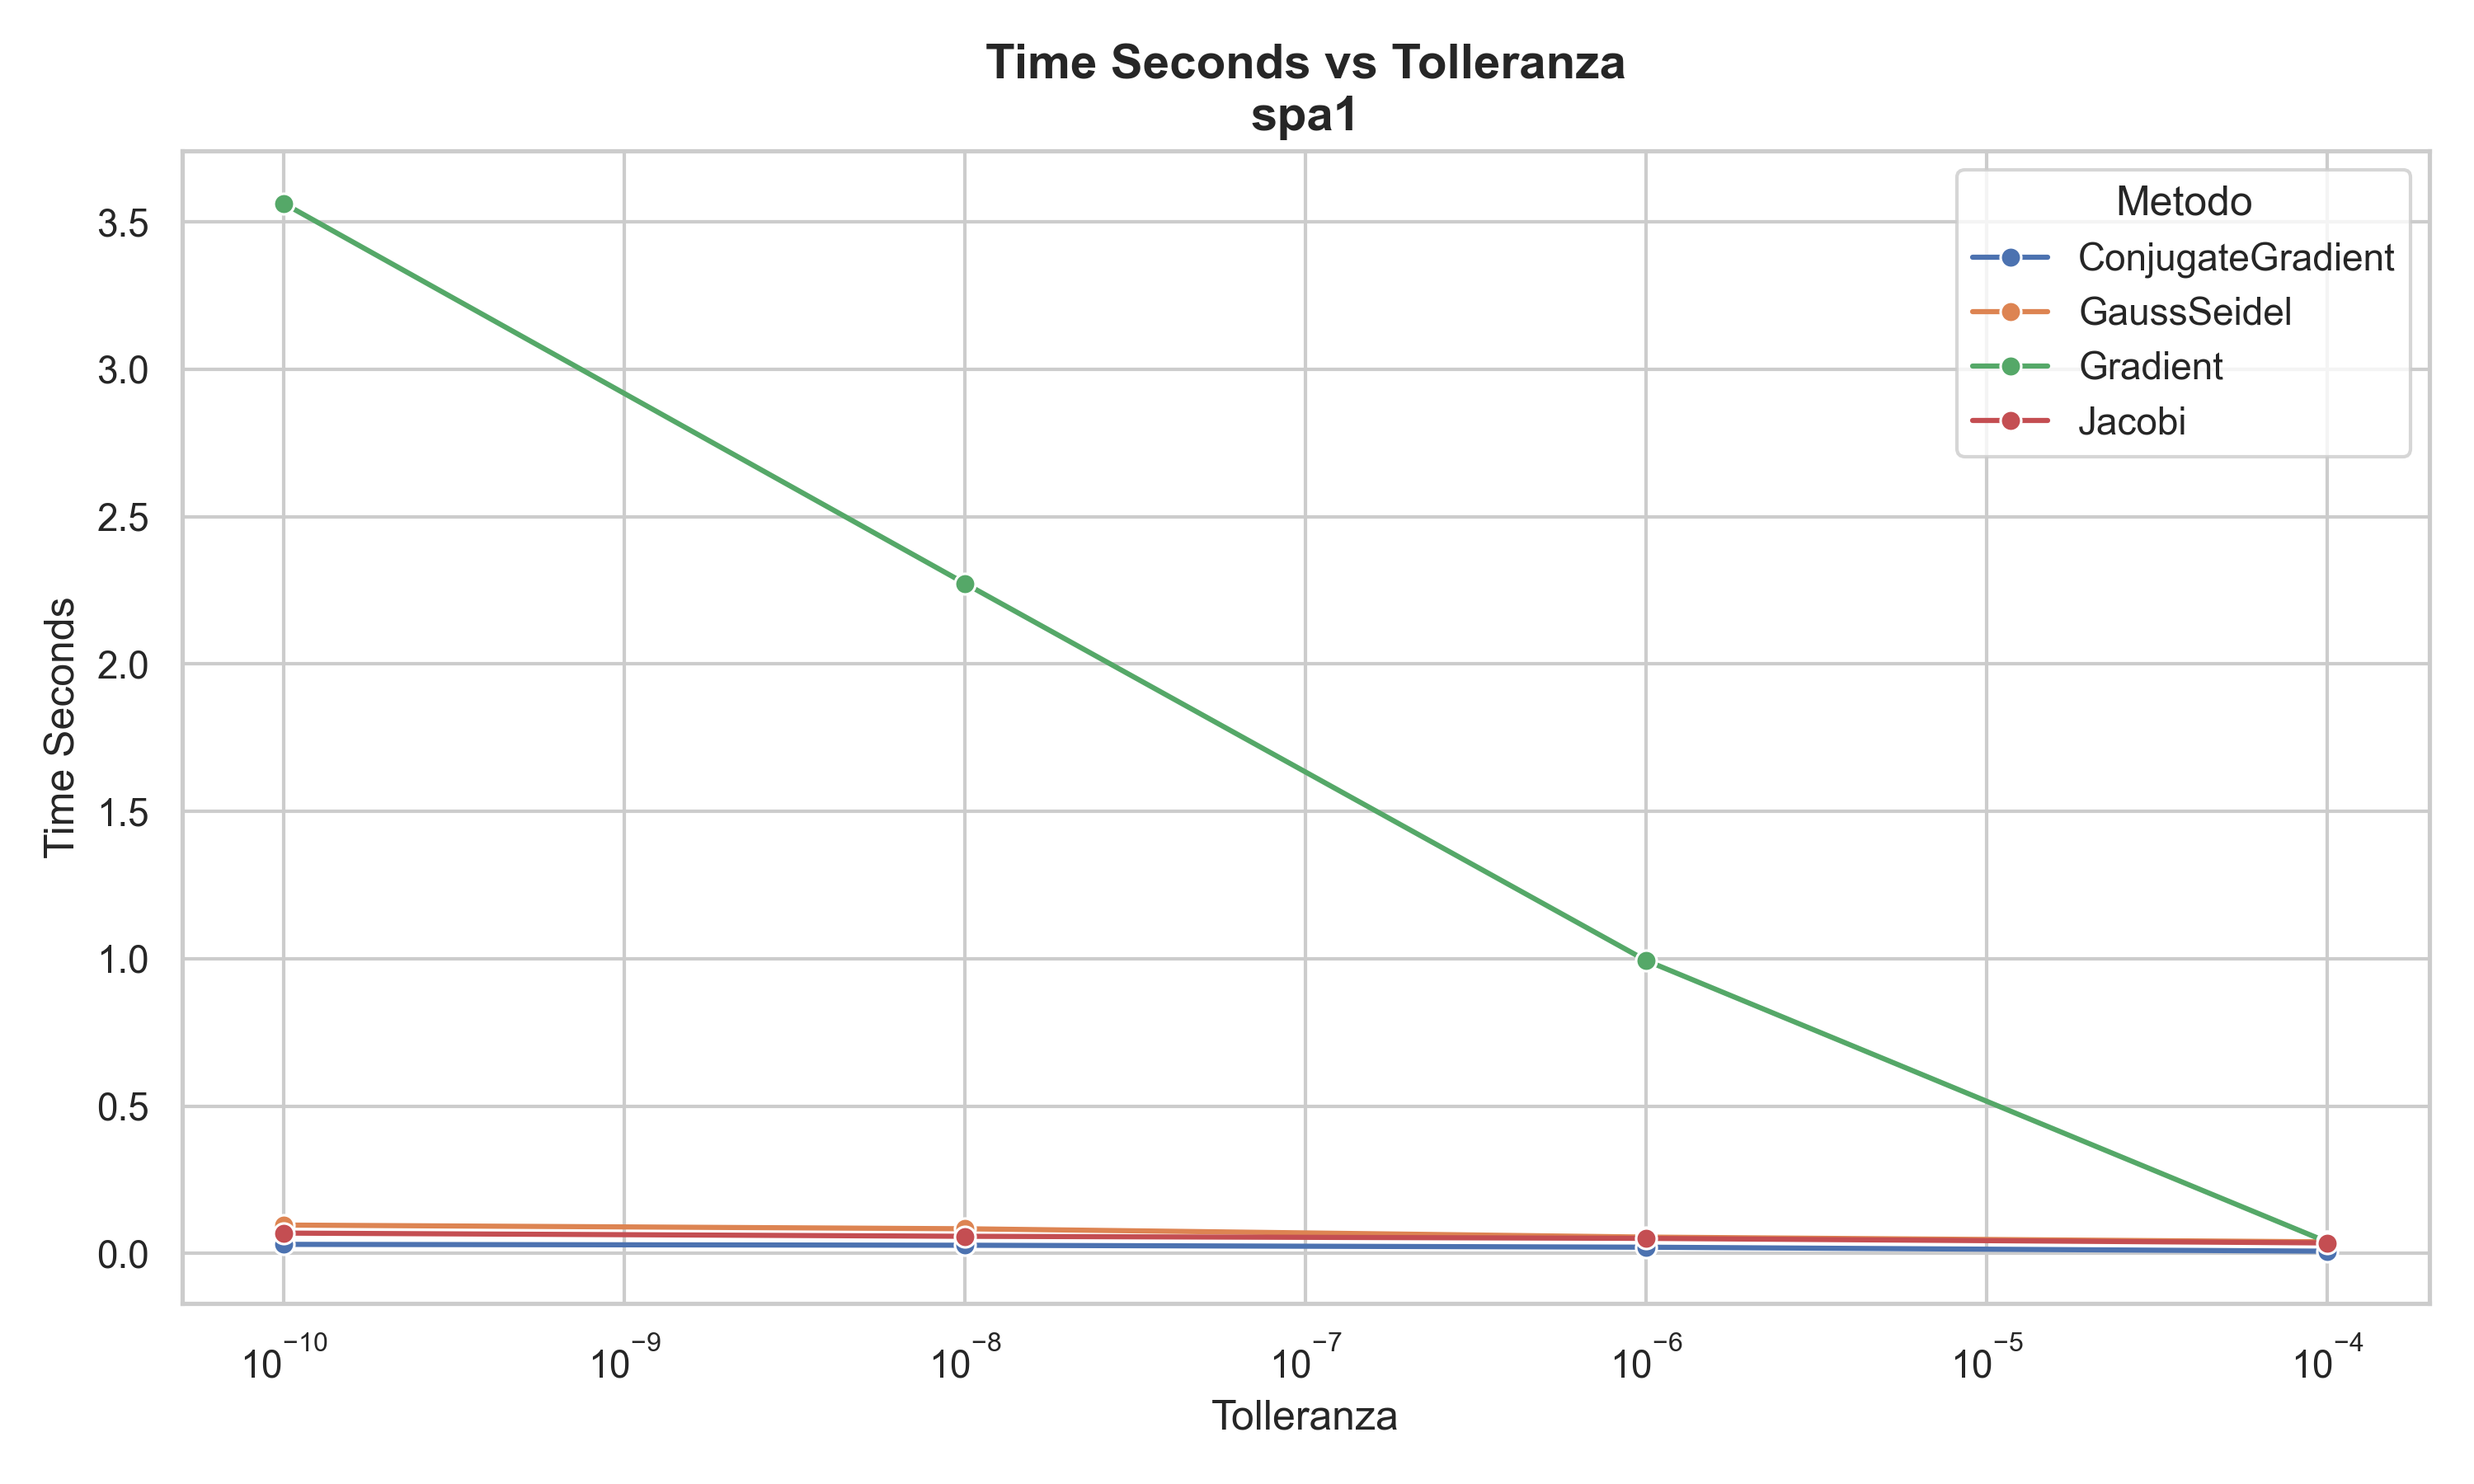 Time Seconds vs Tolleranza
spa1
Metodo
ConjugateGradient
GaussSeidel
Gradient
Jacobi
Time Seconds
3.5
3.0
2.5
2.0
1.5
1.0
0.5
0.0
10⁻¹⁰ 10⁻⁹ 10⁻⁸ 10⁻⁷ 10⁻⁶ 10⁻⁵ 10⁻⁴
Tolleranza